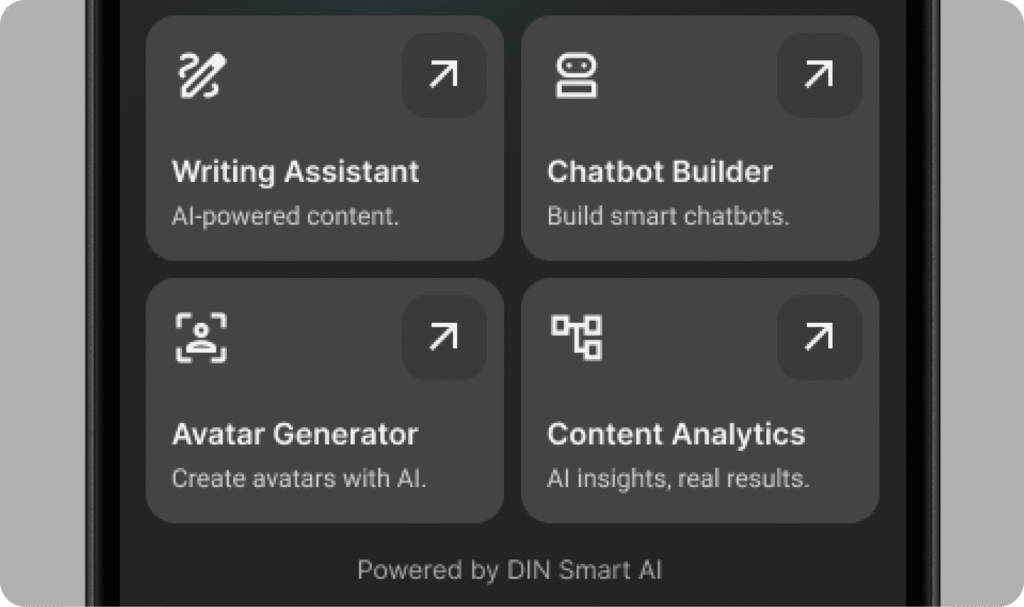 Writing Assistant
AI-powered content.
Chatbot Builder
Build smart chatbots.
Avatar Generator
Create avatars with AI.
Content Analytics
AI insights, real results.
Powered by DIN Smart AI